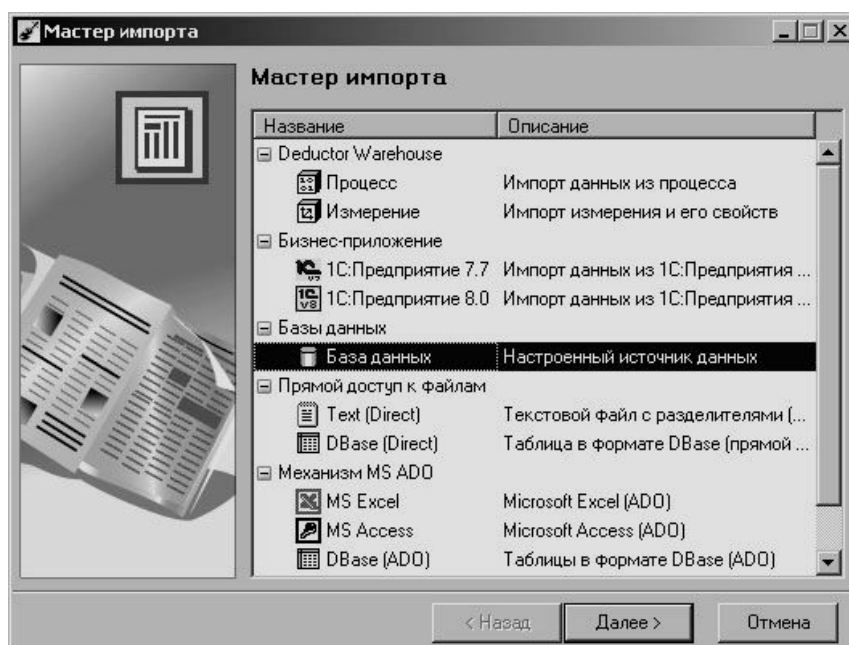 Мастер импорта
Мастер импорта
Название Описание
Deductor Warehouse
Процесс Импорт данных из процесса
Измерение Импорт измерения и его свойств
Бизнес-приложение
1С:Предприятие 7.7 Импорт данных из 1С:Предприятия ...
1С:Предприятие 8.0 Импорт данных из 1С:Предприятия ...
Базы данных
База данных Настроенный источник данных
Прямой доступ к файлам
Text (Direct) Текстовой файл с разделителями (...
DBase (Direct) Таблица в формате DBase (прямой ...
Механизм MS ADO
MS Excel Microsoft Excel (ADO)
MS Access Microsoft Access (ADO)
DBase (ADO) Таблицы в формате DBase (ADO)
< Назад Далее > Отмена